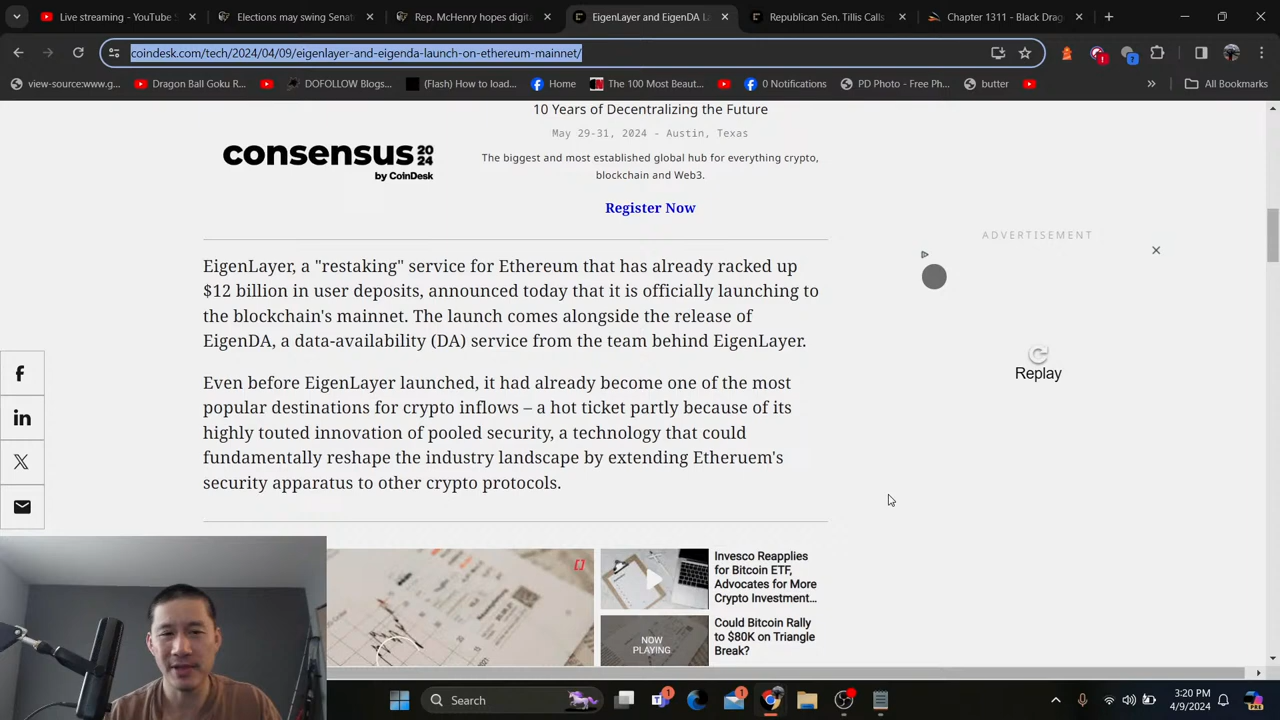 Live streaming - YouTube S
Elections may swing Senat
Rep. McHenry hopes digita
EigenLayer and EigenDA La
Republican Sen. Tillis Calls
Chapter 1311 - Black Drag
coindesk.com/tech/2024/04/09/eigenlayer-and-eigenda-launch-on-ethereum-mainnet/
view-source:www.g...
Dragon Ball Goku R...
DOFOLLOW Blogs...
(Flash) How to load...
Home
The 100 Most Beaut...
0 Notifications
PD Photo - Free Ph...
butter
All Bookmarks
10 Years of Decentralizing the Future
May 29-31, 2024 - Austin, Texas
consensus 2024
by CoinDesk
The biggest and most established global hub for everything crypto,
blockchain and Web3.
Register Now
ADVERTISEMENT
EigenLayer, a "restaking" service for Ethereum that has already racked up
$12 billion in user deposits, announced today that it is officially launching to
the blockchain's mainnet. The launch comes alongside the release of
EigenDA, a data-availability (DA) service from the team behind EigenLayer.
Replay
Even before EigenLayer launched, it had already become one of the most
popular destinations for crypto inflows – a hot ticket partly because of its
highly touted innovation of pooled security, a technology that could
fundamentally reshape the industry landscape by extending Etheruem's
security apparatus to other crypto protocols.
Invesco Reapplies
for Bitcoin ETF,
Advocates for More
Crypto Investment...
Could Bitcoin Rally
to $80K on Triangle
Break?
NOW
PLAYING
Search
3:20 PM
4/9/2024